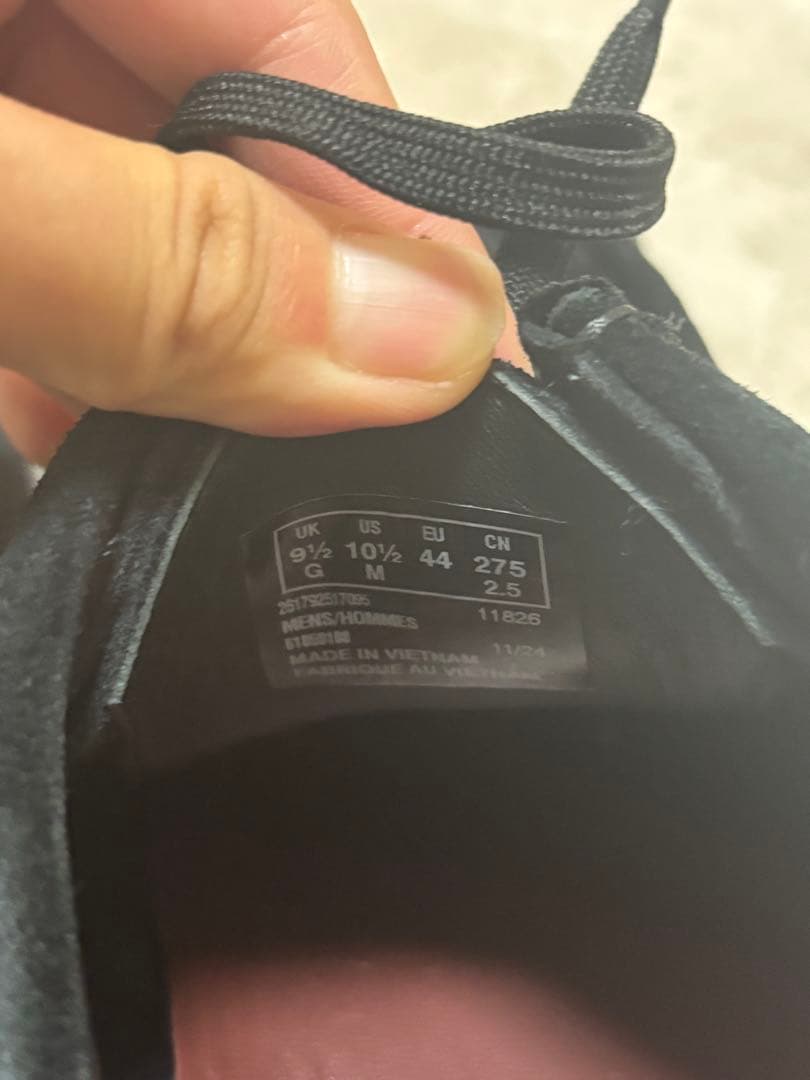 UK US EU CN
9½ 10½ 44 275
G M 2.5
261792517095 11826
MENS/HOMMES
11/24
MADE IN VIETNAM
FABRIQUE AU VIETNAM